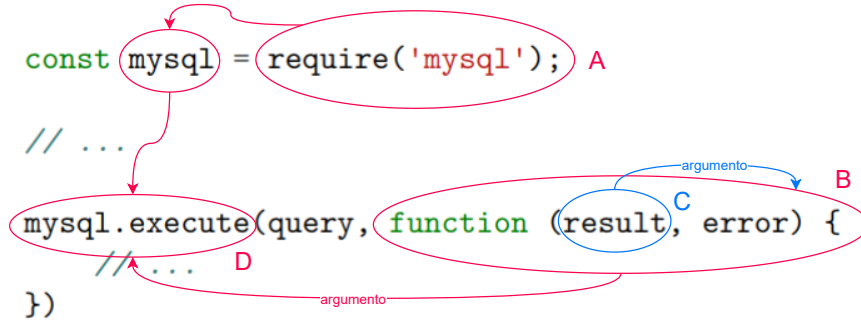 const mysql = require('mysql'); A
// ...
argumento
B
mysql.execute(query, function (result, error) {
C
// ...
D
})
argumento